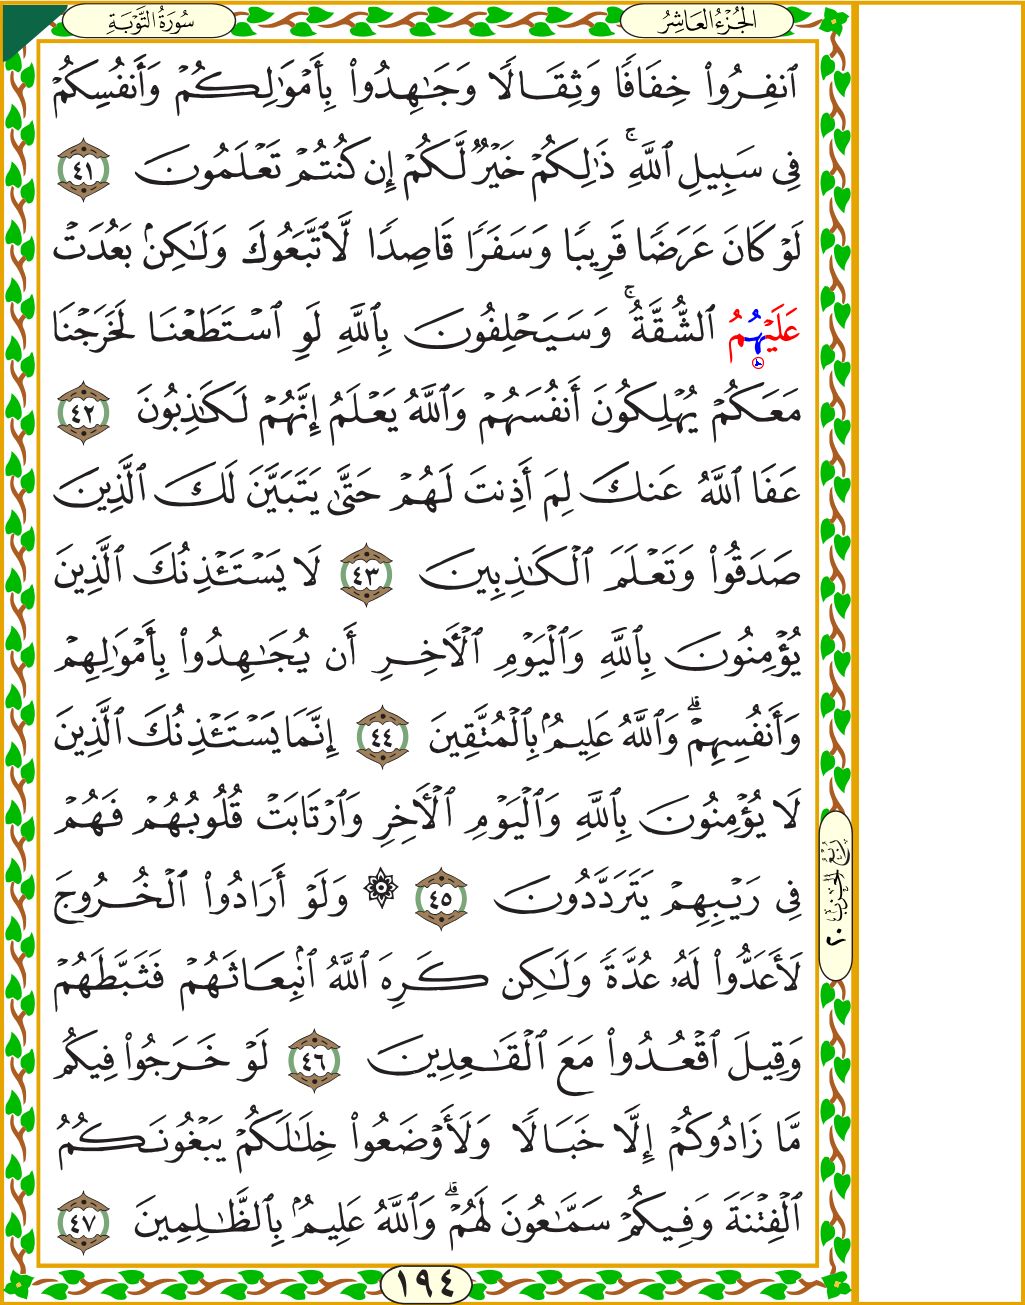 سُورَةُ التَّوْبَةِ
الجُزْءُ العَاشِرُ
ٱنفِرُواْ خِفَافٗا وَثِقَالٗا وَجَٰهِدُواْ بِأَمۡوَٰلِكُمۡ وَأَنفُسِكُمۡ
فِي سَبِيلِ ٱللَّهِۚ ذَٰلِكُمۡ خَيۡرٞ لَّكُمۡ إِن كُنتُمۡ تَعۡلَمُونَ ٤١
لَوۡ كَانَ عَرَضٗا قَرِيبٗا وَسَفَرٗا قَاصِدٗا لَّٱتَّبَعُوكَ وَلَٰكِنۢ بَعُدَتۡ
عَلَيۡهُمُ ٱلشُّقَّةُۚ وَسَيَحۡلِفُونَ بِٱللَّهِ لَوِ ٱسۡتَطَعۡنَا لَخَرَجۡنَا
مَعَكُمۡ يُهۡلِكُونَ أَنفُسَهُمۡ وَٱللَّهُ يَعۡلَمُ إِنَّهُمۡ لَكَٰذِبُونَ ٤٢
عَفَا ٱللَّهُ عَنكَ لِمَ أَذِنتَ لَهُمۡ حَتَّىٰ يَتَبَيَّنَ لَكَ ٱلَّذِينَ
صَدَقُواْ وَتَعۡلَمَ ٱلۡكَٰذِبِينَ ٤٣ لَا يَسۡتَـٔۡذِنُكَ ٱلَّذِينَ
يُؤۡمِنُونَ بِٱللَّهِ وَٱلۡيَوۡمِ ٱلۡأٓخِرِ أَن يُجَٰهِدُواْ بِأَمۡوَٰلِهِمۡ
وَأَنفُسِهِمۡۗ وَٱللَّهُ عَلِيمُۢ بِٱلۡمُتَّقِينَ ٤٤ إِنَّمَا يَسۡتَـٔۡذِنُكَ ٱلَّذِينَ
لَا يُؤۡمِنُونَ بِٱللَّهِ وَٱلۡيَوۡمِ ٱلۡأٓخِرِ وَٱرۡتَابَتۡ قُلُوبُهُمۡ فَهُمۡ
فِي رَيۡبِهِمۡ يَتَرَدَّدُونَ ٤٥ ۞ وَلَوۡ أَرَادُواْ ٱلۡخُرُوجَ
لَأَعَدُّواْ لَهُۥ عُدَّةٗ وَلَٰكِن كَرِهَ ٱللَّهُ ٱنۢبِعَاثَهُمۡ فَثَبَّطَهُمۡ
وَقِيلَ ٱقۡعُدُواْ مَعَ ٱلۡقَٰعِدِينَ ٤٦ لَوۡ خَرَجُواْ فِيكُم
مَّا زَادُوكُمۡ إِلَّا خَبَالٗا وَلَأَوۡضَعُواْ خِلَٰلَكُمۡ يَبۡغُونَكُمُ
ٱلۡفِتۡنَةَ وَفِيكُمۡ سَمَّٰعُونَ لَهُمۡۗ وَٱللَّهُ عَلِيمُۢ بِٱلظَّٰلِمِينَ ٤٧
رُبْعُ الحِزْبِ ٢٠
١٩٤